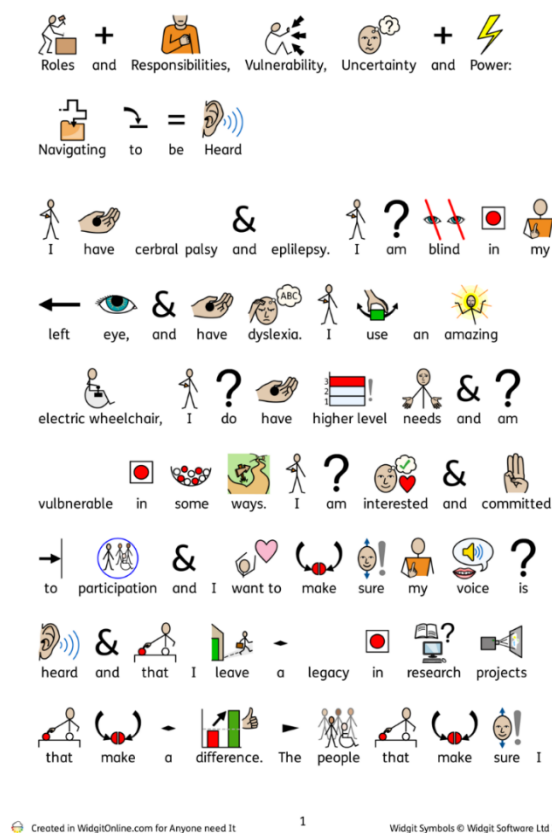 Roles and Responsibilities, Vulnerability, Uncertainty and Power:
Navigating to be Heard
I have cerbral palsy and eplilepsy. I am blind in my
left eye, and have dyslexia. I use an amazing
electric wheelchair, I do have higher level needs and am
vulbnerable in some ways. I am interested and committed
to participation and I want to make sure my voice is
heard and that I leave a legacy in research projects
that make a difference. The people that make sure I
1
Created in WidgitOnline.com for Anyone need It Widgit Symbols © Widgit Software Ltd